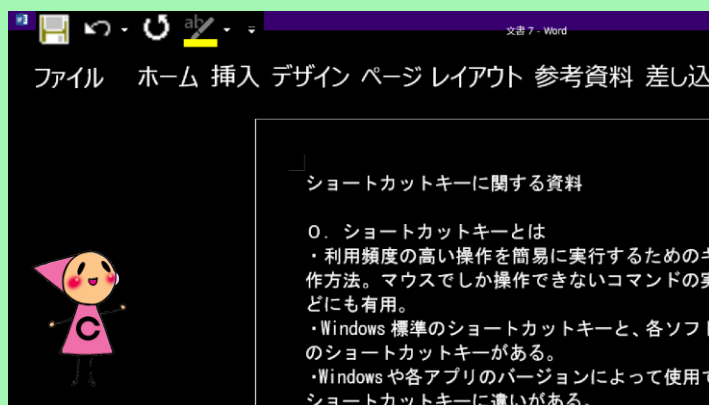 ab
文書 7 - Word
ファイル ホーム 挿入 デザイン ページ レイアウト 参考資料 差し込
ショートカットキーに関する資料
０．ショートカットキーとは
・利用頻度の高い操作を簡易に実行するためのキ
作方法。マウスでしか操作できないコマンドの実
どにも有用。
・Windows 標準のショートカットキーと、各ソフト
のショートカットキーがある。
・Windows や各アプリのバージョンによって使用で
ショートカットキーに違いがある。
C